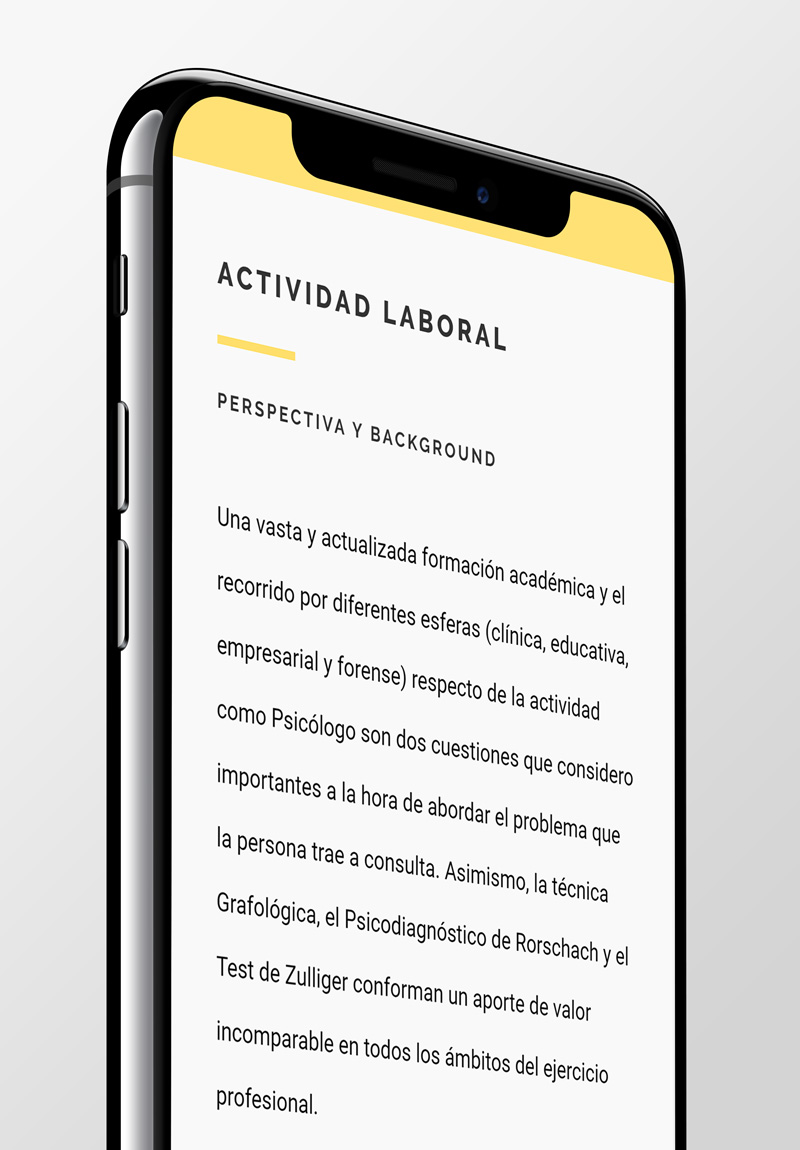 ACTIVIDAD LABORAL
PERSPECTIVA Y BACKGROUND
Una vasta y actualizada formación académica y el
recorrido por diferentes esferas (clínica, educativa,
empresarial y forense) respecto de la actividad
como Psicólogo son dos cuestiones que considero
importantes a la hora de abordar el problema que
la persona trae a consulta. Asimismo, la técnica
Grafológica, el Psicodiagnóstico de Rorschach y el
Test de Zulliger conforman un aporte de valor
incomparable en todos los ámbitos del ejercicio
profesional.